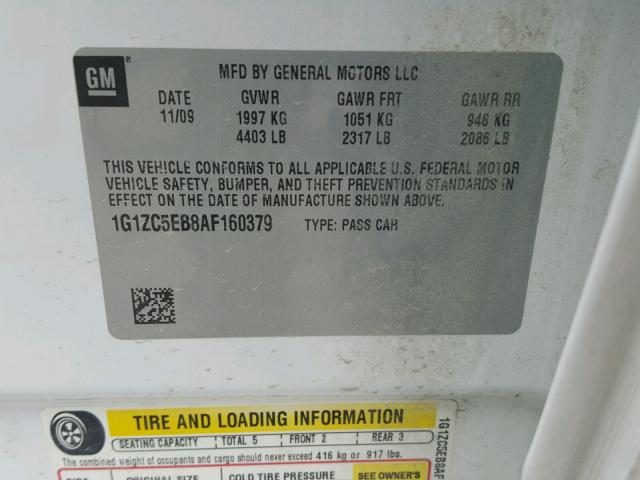 GM ® MFD BY GENERAL MOTORS LLC
DATE GVWR GAWR FRT GAWR RR
11/09 1997 KG 1051 KG 946 KG
4403 LB 2317 LB 2086 LB
THIS VEHICLE CONFORMS TO ALL APPLICABLE U.S. FEDERAL MOTOR
VEHICLE SAFETY, BUMPER, AND THEFT PREVENTION STANDARDS IN
EFFECT ON THE DATE OF MANUFACTURE SHOWN ABOVE.
1G1ZC5EB8AF160379 TYPE: PASS CAR
TIRE AND LOADING INFORMATION
SEATING CAPACITY TOTAL 5 FRONT 2 REAR 3
The combined weight of occupants and cargo should never exceed 416 kg or 917 lbs.
TIRE ORIGINAL SIZE COLD TIRE PRESSURE SEE OWNER'S
1G1ZC5EB8AF